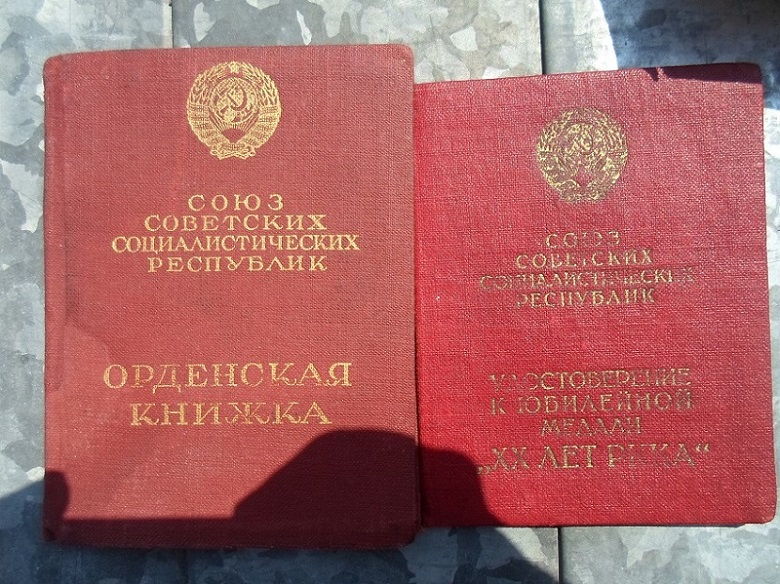 СОЮЗ
СОВЕТСКИХ
СОЦИАЛИСТИЧЕСКИХ
РЕСПУБЛИК
ОРДЕНСКАЯ
КНИЖКА
СОЮЗ
СОВЕТСКИХ
СОЦИАЛИСТИЧЕСКИХ
РЕСПУБЛИК
УДОСТОВЕРЕНИЕ
К ЮБИЛЕЙНОЙ
МЕДАЛИ
„XX ЛЕТ РККА“